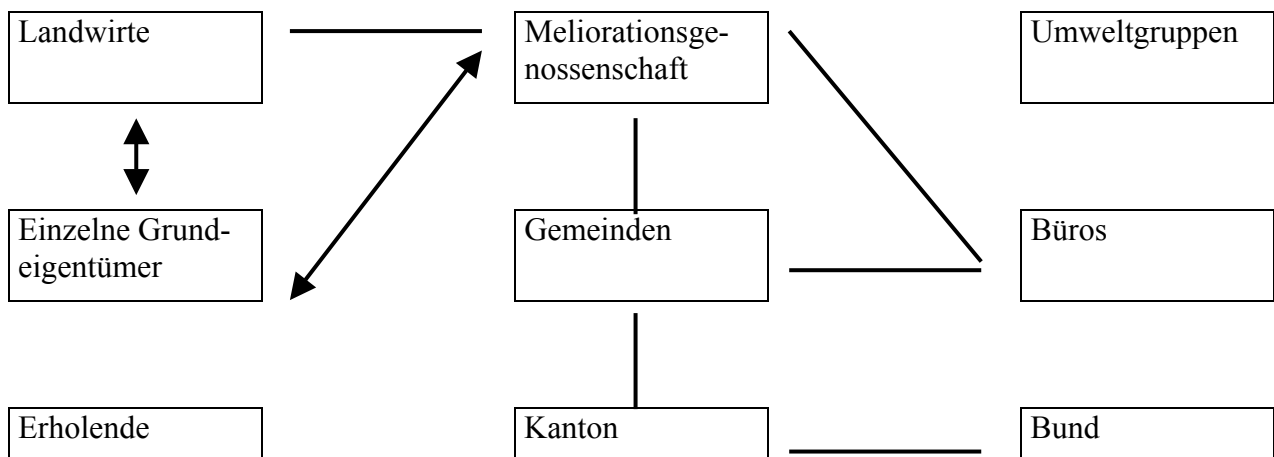 Landwirte
Meliorationsge-
nossenschaft
Umweltgruppen
Einzelne Grund-
eigentümer
Gemeinden
Büros
Erholende
Kanton
Bund